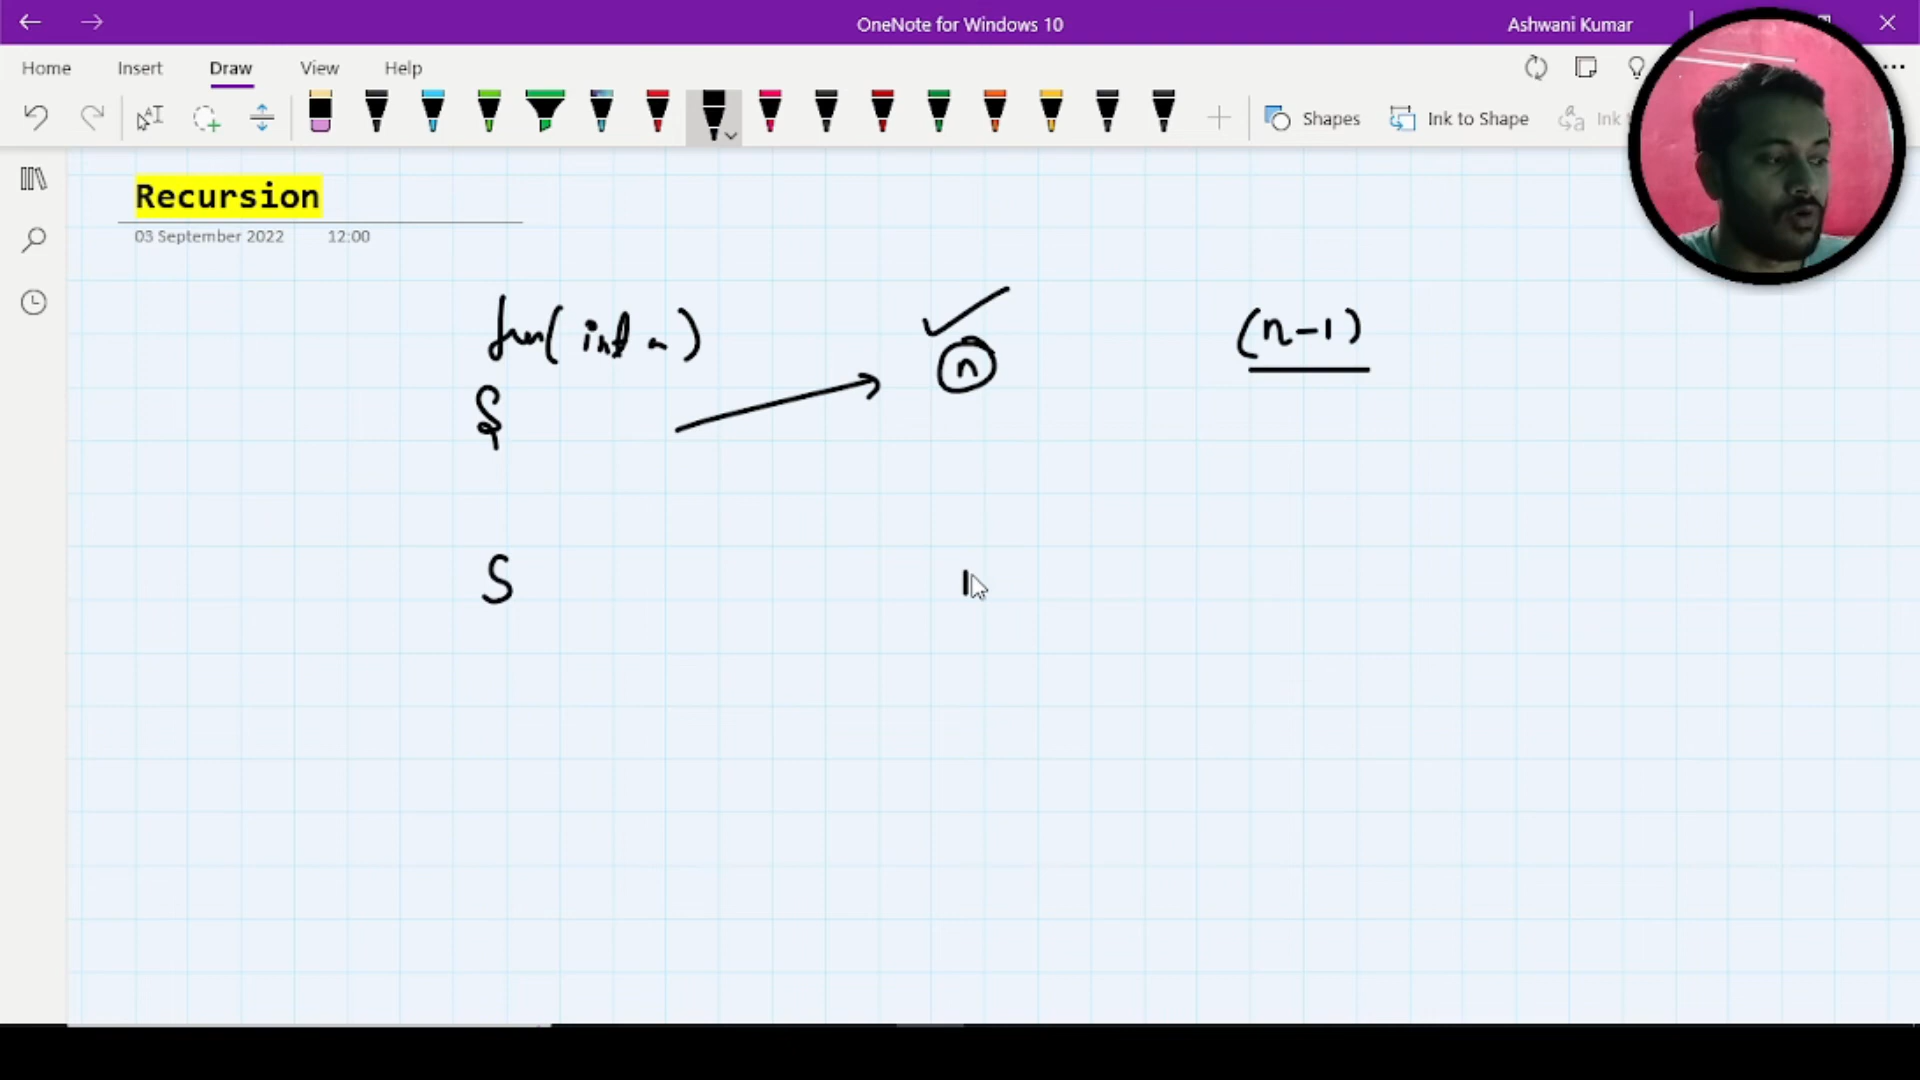 OneNote for Windows 10
Ashwani Kumar
Home Insert Draw View Help
Shapes Ink to Shape Ink
Recursion
03 September 2022 12:00
fun( int n ) n (n-1)